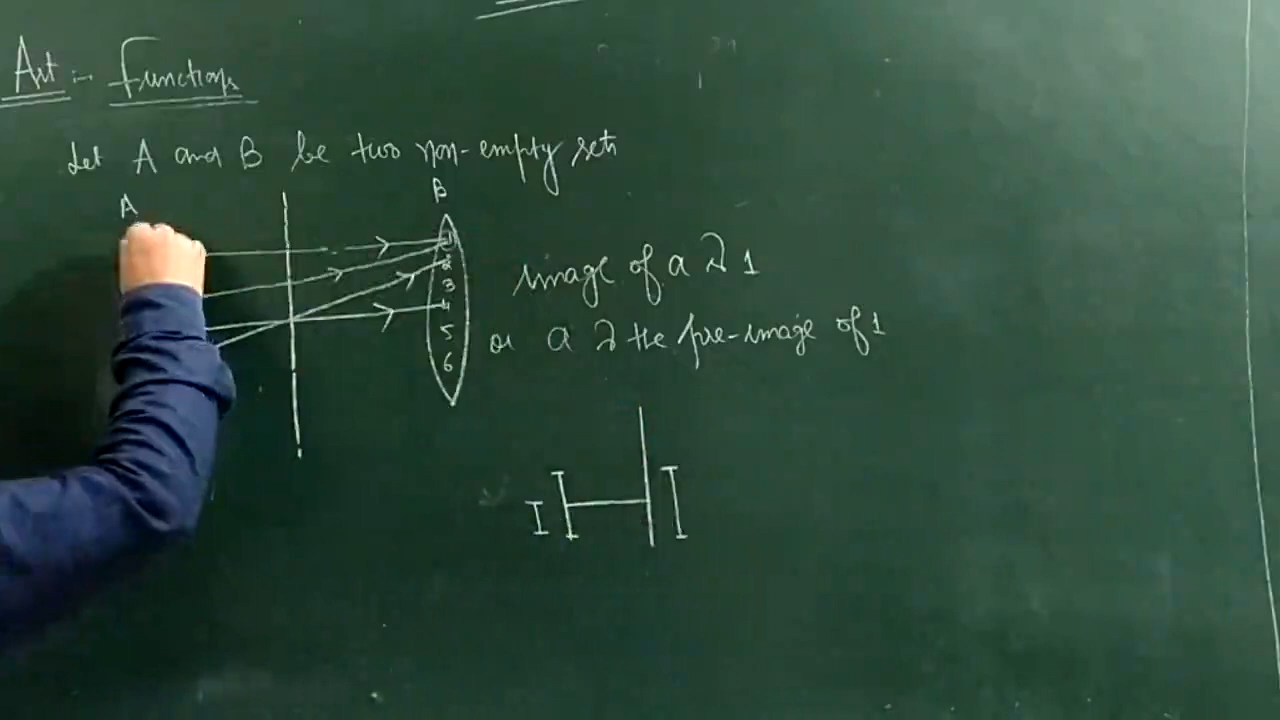 Art :- Functions
Let A and B be two non-empty sets
A
B
1
2
3
4
5
6
image of a is 1
or a is the pre-image of 1